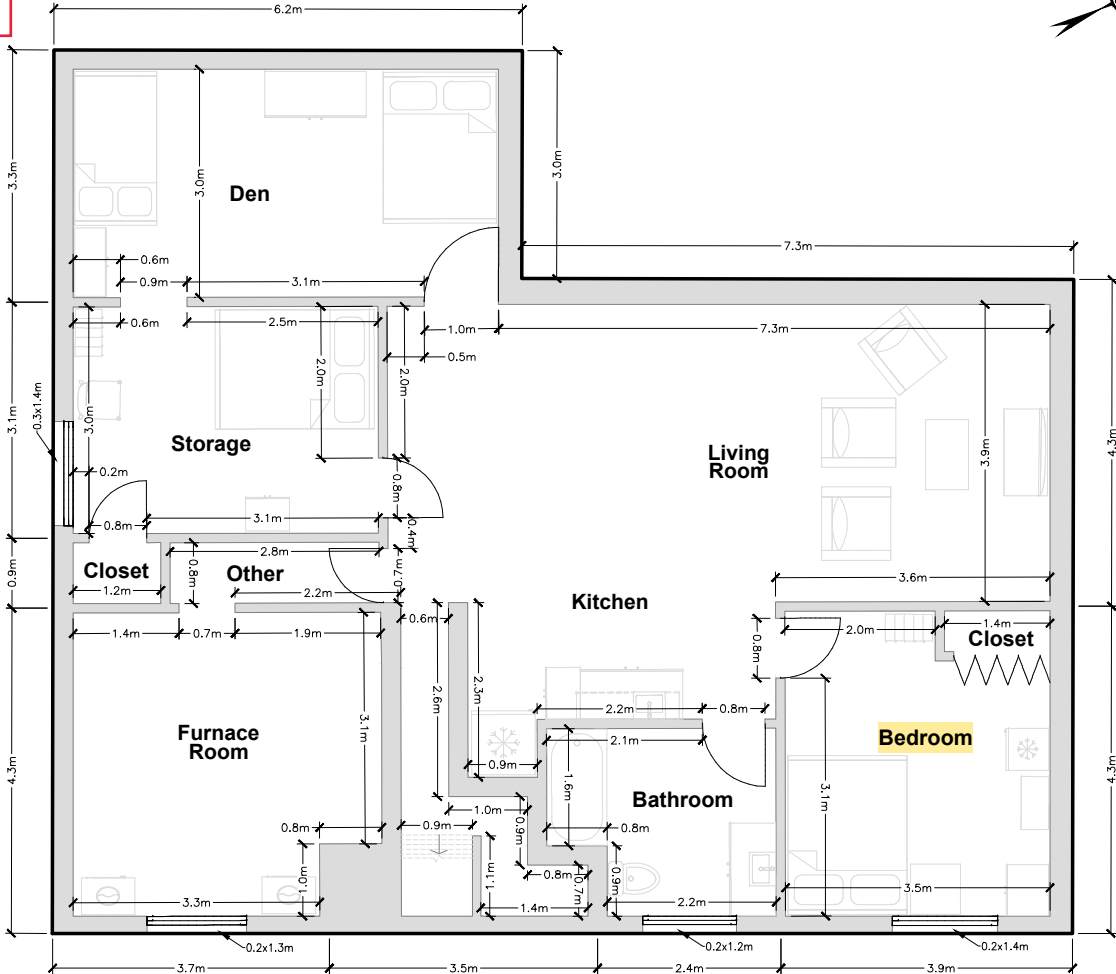 6.2m
3.3m
3.0m
3.0m
Den
7.3m
0.6m
0.9m
3.1m
0.6m
2.5m
1.0m
7.3m
0.5m
2.0m
2.0m
3.1m
0.3x1.4m
3.0m
Storage
Living
Room
3.9m
4.3m
0.2m
0.8m
0.8m
3.1m
0.4m
2.8m
0.9m
Closet
0.8m
Other
0.7m
3.6m
1.2m
2.2m
Kitchen
0.6m
1.4m
0.7m
1.9m
0.8m
2.0m
1.4m
Closet
2.6m
2.3m
3.1m
Furnace
Room
2.2m
0.8m
2.1m
Bedroom
4.3m
4.3m
0.9m
1.6m
3.1m
Bathroom
1.0m
0.8m
0.9m
0.9m
0.8m
1.0m
1.1m
0.8m
0.7m
0.9m
3.5m
3.3m
1.4m
2.2m
0.2x1.3m
0.2x1.2m
0.2x1.4m
3.7m
3.5m
2.4m
3.9m